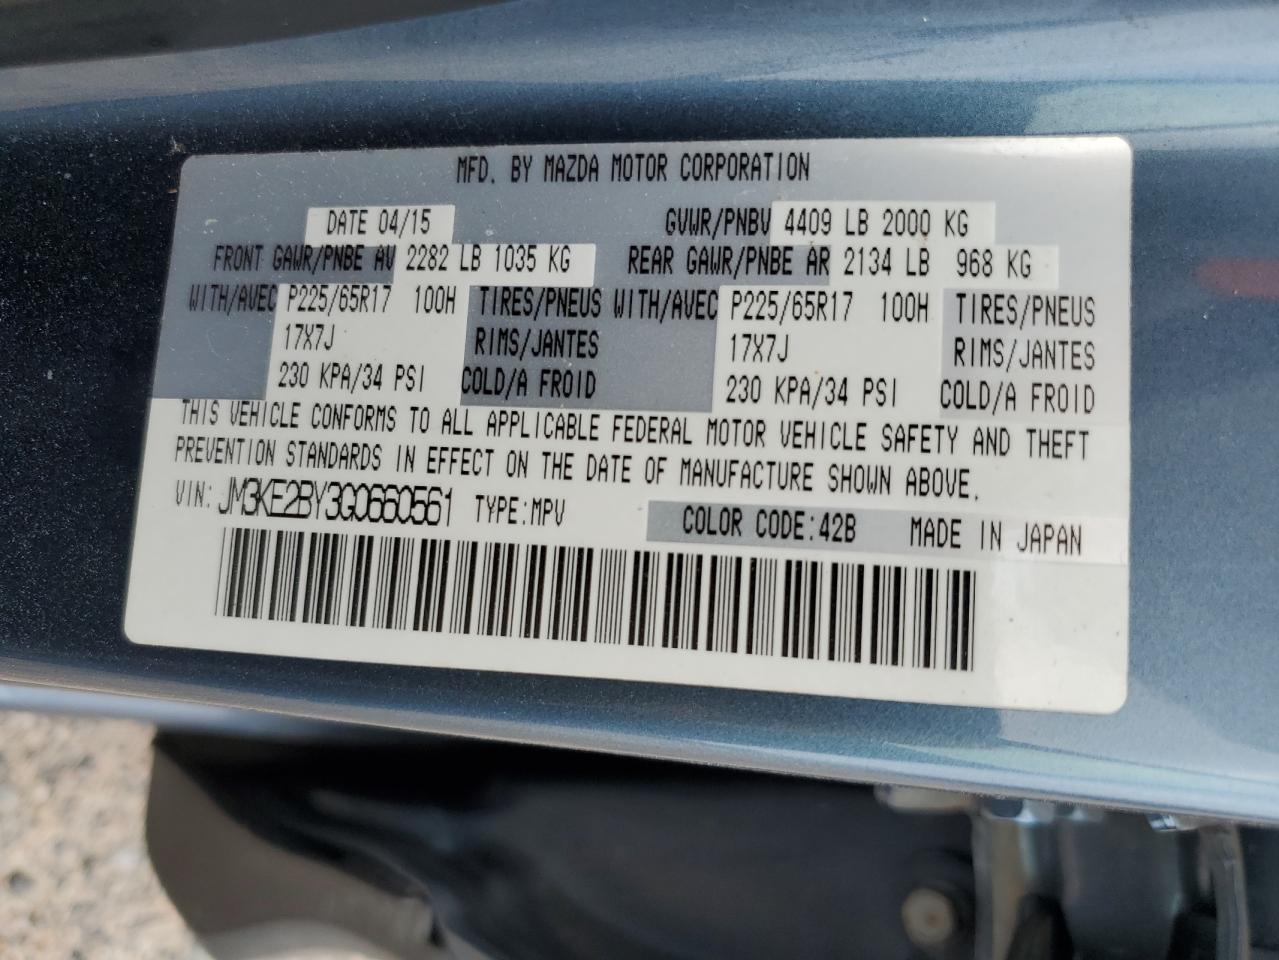 MFD. BY MAZDA MOTOR CORPORATION
DATE 04/15 GVWR/PNBV 4409 LB 2000 KG
FRONT GAWR/PNBE AV 2282 LB 1035 KG REAR GAWR/PNBE AR 2134 LB 968 KG
WITH/AVEC P225/65R17 100H TIRES/PNEUS WITH/AVEC P225/65R17 100H TIRES/PNEUS
17X7J RIMS/JANTES 17X7J RIMS/JANTES
230 KPA/34 PSI COLD/A FROID 230 KPA/34 PSI COLD/A FROID
THIS VEHICLE CONFORMS TO ALL APPLICABLE FEDERAL MOTOR VEHICLE SAFETY AND THEFT
PREVENTION STANDARDS IN EFFECT ON THE DATE OF MANUFACTURE SHOWN ABOVE.
VIN: JM3KE2BY3G0660561 TYPE:MPV COLOR CODE:42B MADE IN JAPAN